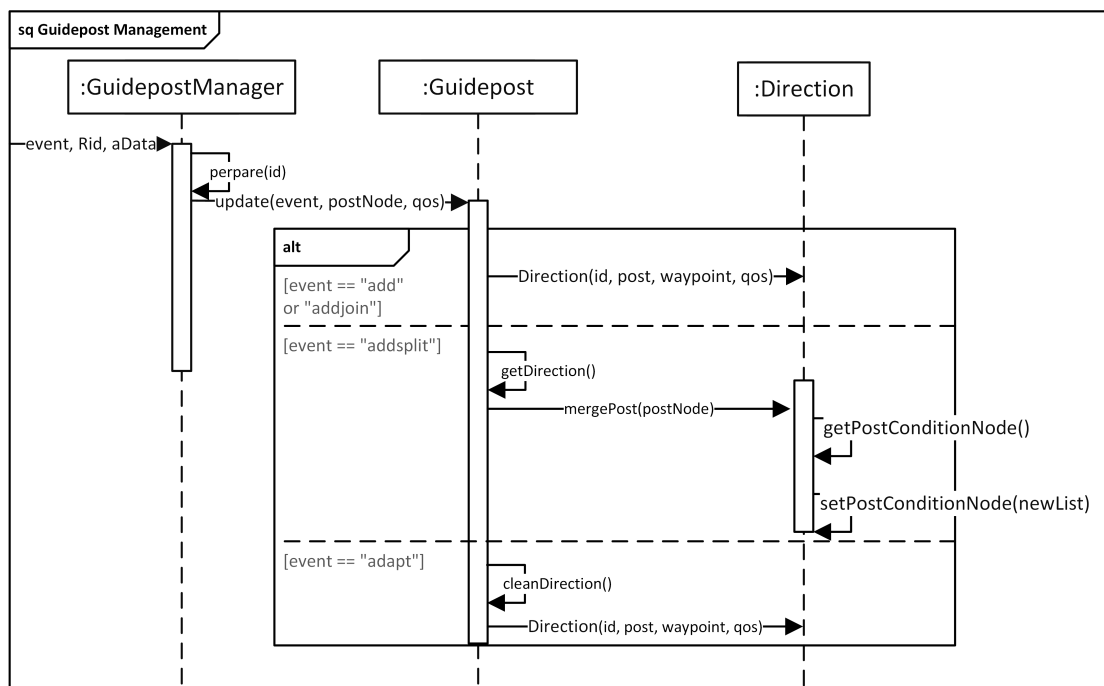 sq Guidepost Management
:GuidepostManager
:Guidepost
:Direction
event, Rid, aData
perpare(id)
update(event, postNode, qos)
alt
Direction(id, post, waypoint, qos)
[event == "add"
or "addjoin"]
[event == "addsplit"]
getDirection()
mergePost(postNode)
getPostConditionNode()
setPostConditionNode(newList)
[event == "adapt"]
cleanDirection()
Direction(id, post, waypoint, qos)